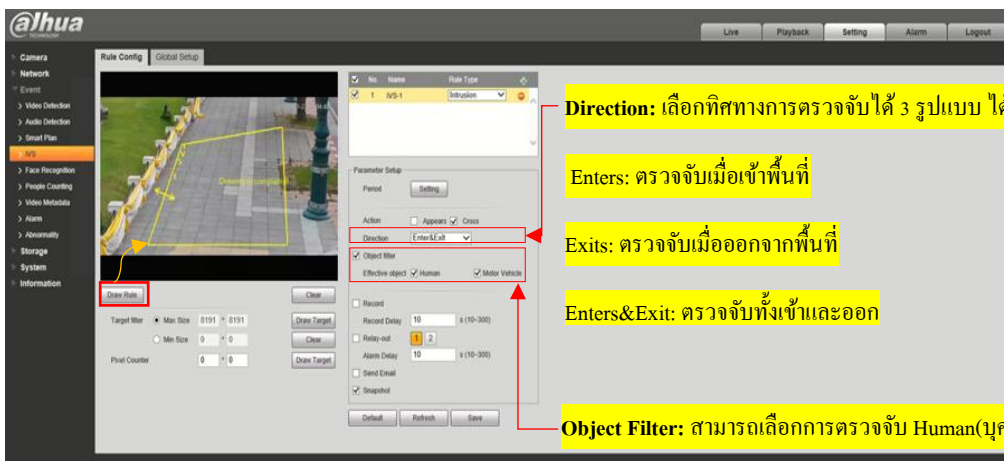 alhua
TECHNOLOGY
Live Playback Setting Alarm Logout
Camera
Network
Event
Video Detection
Audio Detection
Smart Plan
IVS
Face Recognition
People Counting
Video Metadata
Alarm
Abnormality
Storage
System
Information
Rule Config Global Setup
No. Name Rule Type
1 IVS-1 Intrusion
Parameter Setup
Period Setting
Action Appears Cross
Direction Enter&Exit
Object filter
Effective object Human Motor Vehicle
Record
Record Delay 10 s (10~300)
Relay-out 1 2
Alarm Delay 10 s (10~300)
Send Email
Snapshot
Default Refresh Save
Draw Rule Clear
Target filter Max Size 8191 * 8191 Draw Target
Min Size 0 * 0 Clear
Pixel Counter 0 * 0 Draw Target
Direction: เลือกทิศทางการตรวจจับได้ 3 รูปแบบ
Enters: ตรวจจับเมื่อเข้าพื้นที่
Exits: ตรวจจับเมื่อออกจากพื้นที่
Enters&Exit: ตรวจจับทั้งเข้าและออก
Object Filter: สามารถเลือกการตรวจจับ Human(